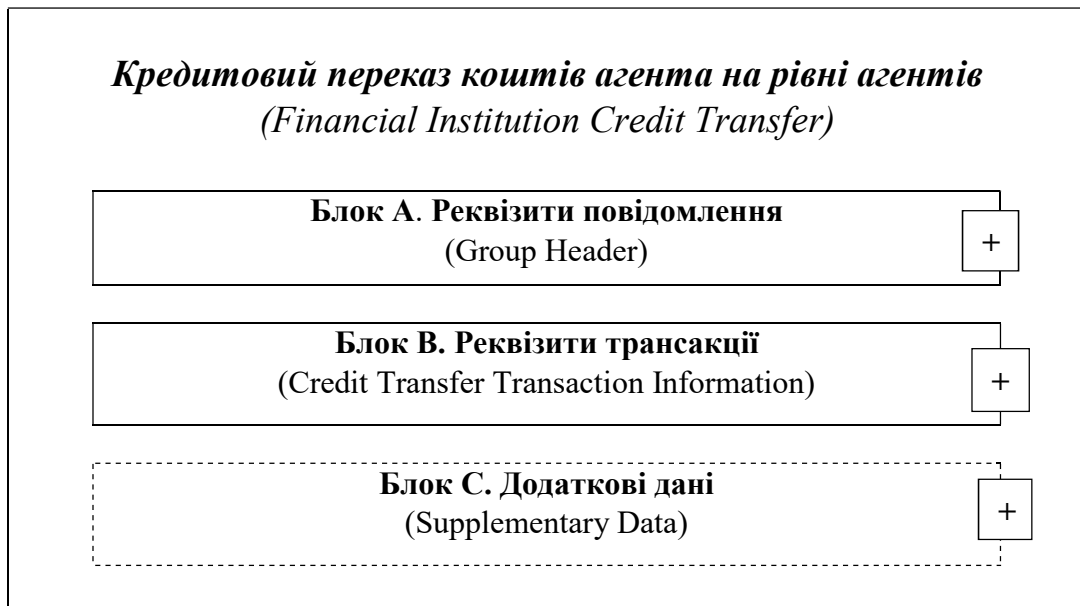 Кредитовий переказ коштів агента на рівні агентів
(Financial Institution Credit Transfer)
Блок A. Реквізити повідомлення
(Group Header)
+
Блок B. Реквізити трансакції
(Credit Transfer Transaction Information)
+
Блок C. Додаткові дані
(Supplementary Data)
+